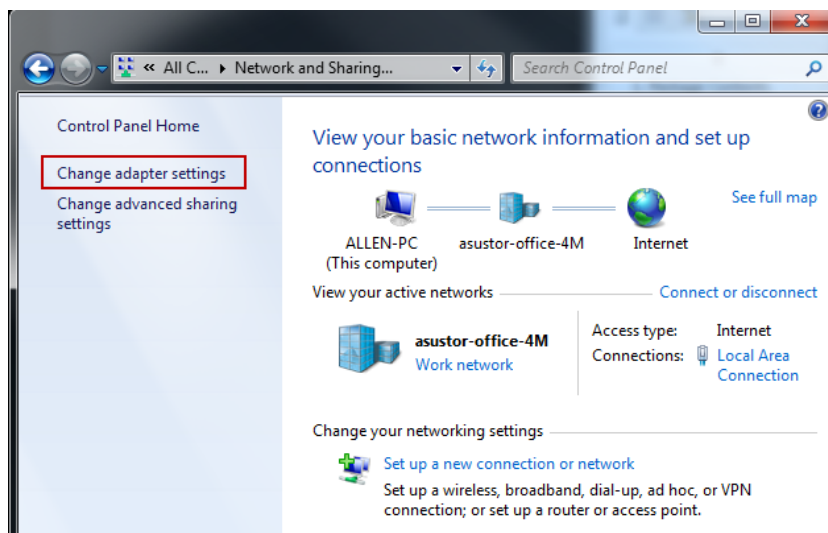 « All C... ▸ Network and Sharing...
Search Control Panel
Control Panel Home
Change adapter settings
Change advanced sharing
settings
View your basic network information and set up
connections
See full map
ALLEN-PC
(This computer)
asustor-office-4M
Internet
View your active networks
Connect or disconnect
asustor-office-4M
Work network
Access type: Internet
Connections: Local Area
Connection
Change your networking settings
Set up a new connection or network
Set up a wireless, broadband, dial-up, ad hoc, or VPN
connection; or set up a router or access point.